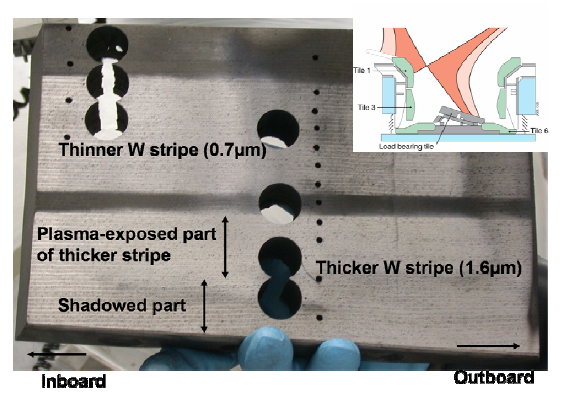 Tile 1
Tile 3
Tile 6
Load bearing tile
Thinner W stripe (0.7μm)
Plasma-exposed part
of thicker stripe
Thicker W stripe (1.6μm)
Shadowed part
Inboard
Outboard